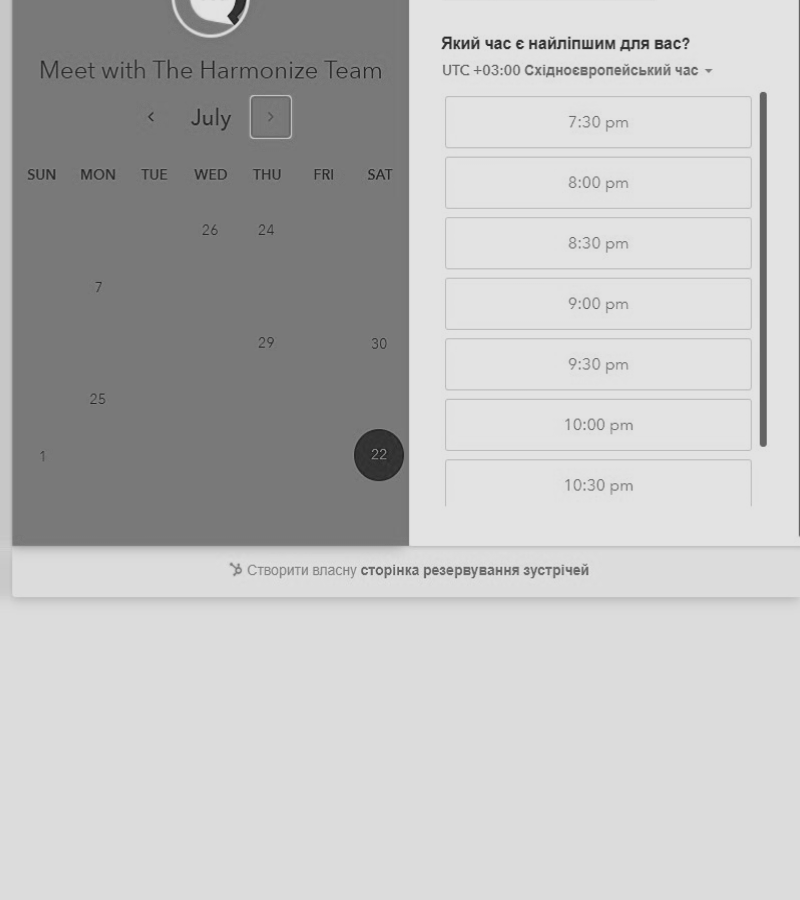 Meet with The Harmonize Team
July
SUN MON TUE WED THU FRI SAT
26 24
7
29 30
25
1 22
Який час є найліпшим для вас?
UTC +03:00 Східноєвропейський час
7:30 pm
8:00 pm
8:30 pm
9:00 pm
9:30 pm
10:00 pm
10:30 pm
Створити власну сторінка резервування зустрічей